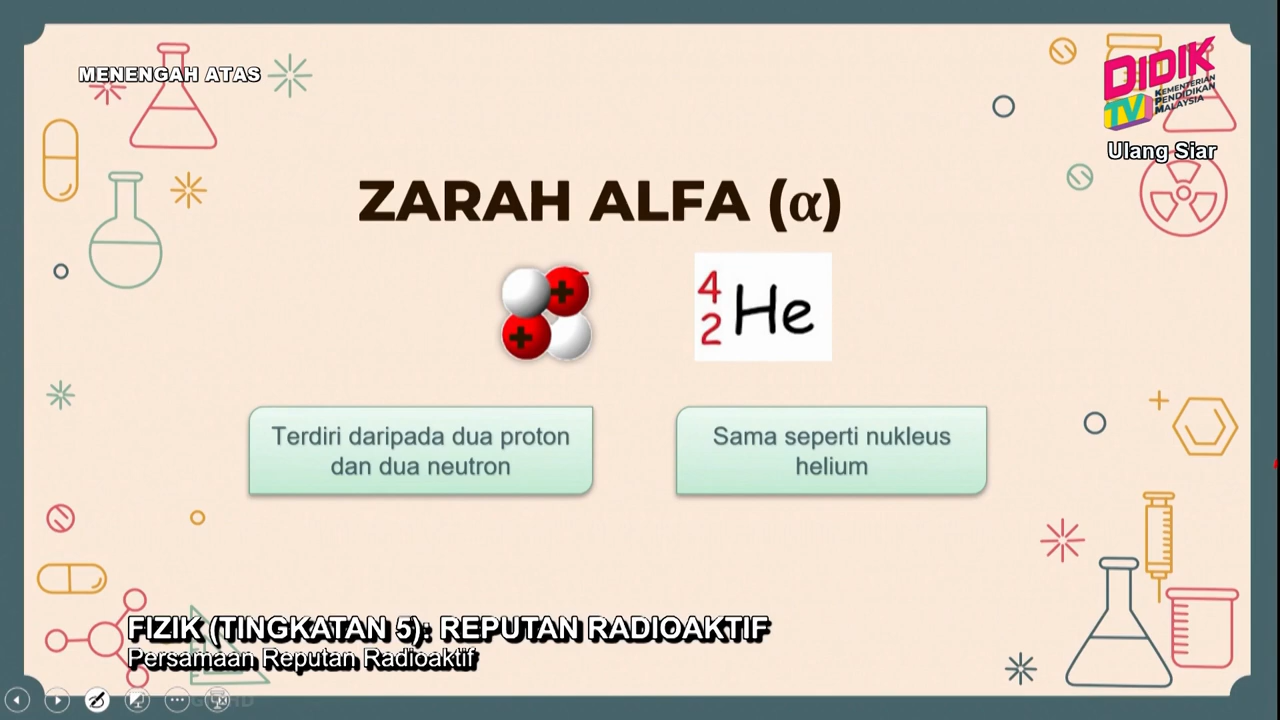 MENENGAH ATAS
DIDIK
TV
KEMENTERIAN
PENDIDIKAN
MALAYSIA
Ulang Siar
ZARAH ALFA (α)
4
2 He
Terdiri daripada dua proton
dan dua neutron
Sama seperti nukleus
helium
FIZIK (TINGKATAN 5): REPUTAN RADIOAKTIF
Persamaan Reputan Radioaktif